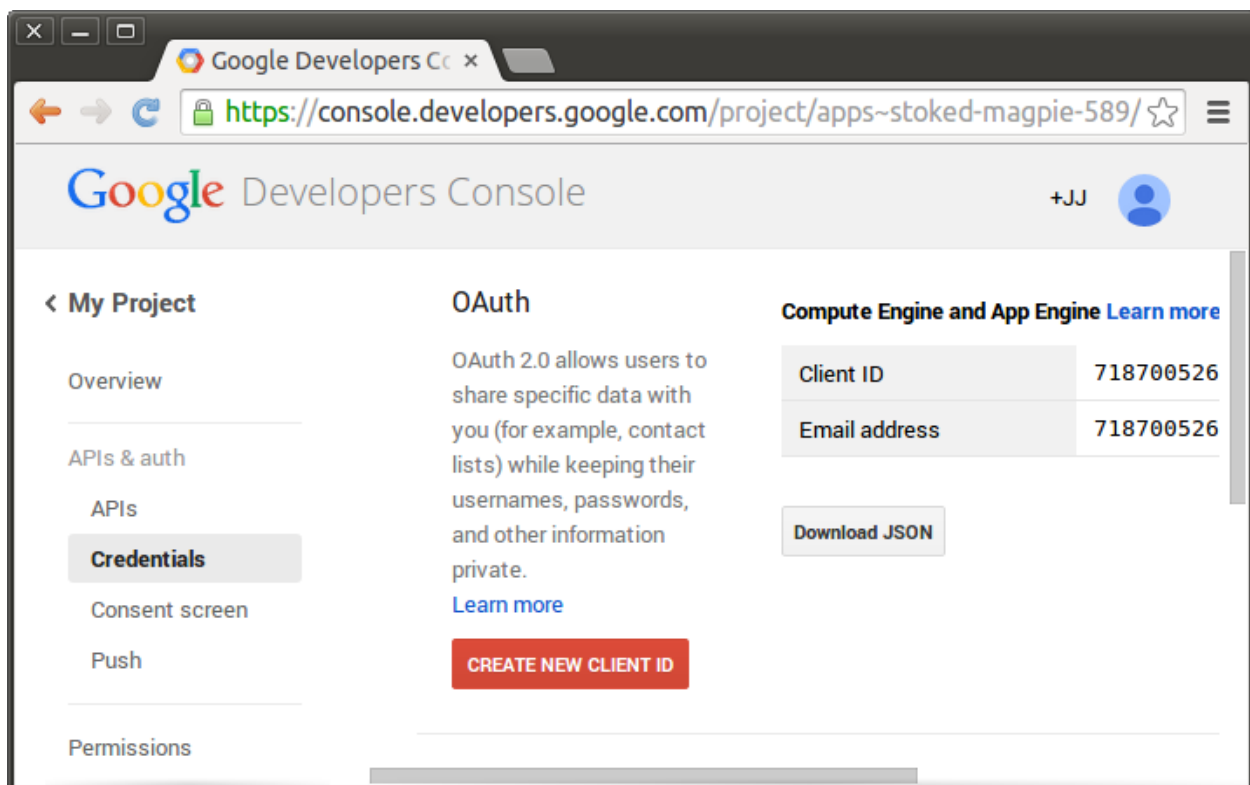 Google Developers Co
https://console.developers.google.com/project/apps~stoked-magpie-589/
Google Developers Console
+JJ
My Project
Overview
APIs & auth
APIs
Credentials
Consent screen
Push
Permissions
OAuth
OAuth 2.0 allows users to
share specific data with
you (for example, contact
lists) while keeping their
usernames, passwords,
and other information
private.
Learn more
CREATE NEW CLIENT ID
Compute Engine and App Engine Learn more
Client ID 718700526
Email address 718700526
Download JSON